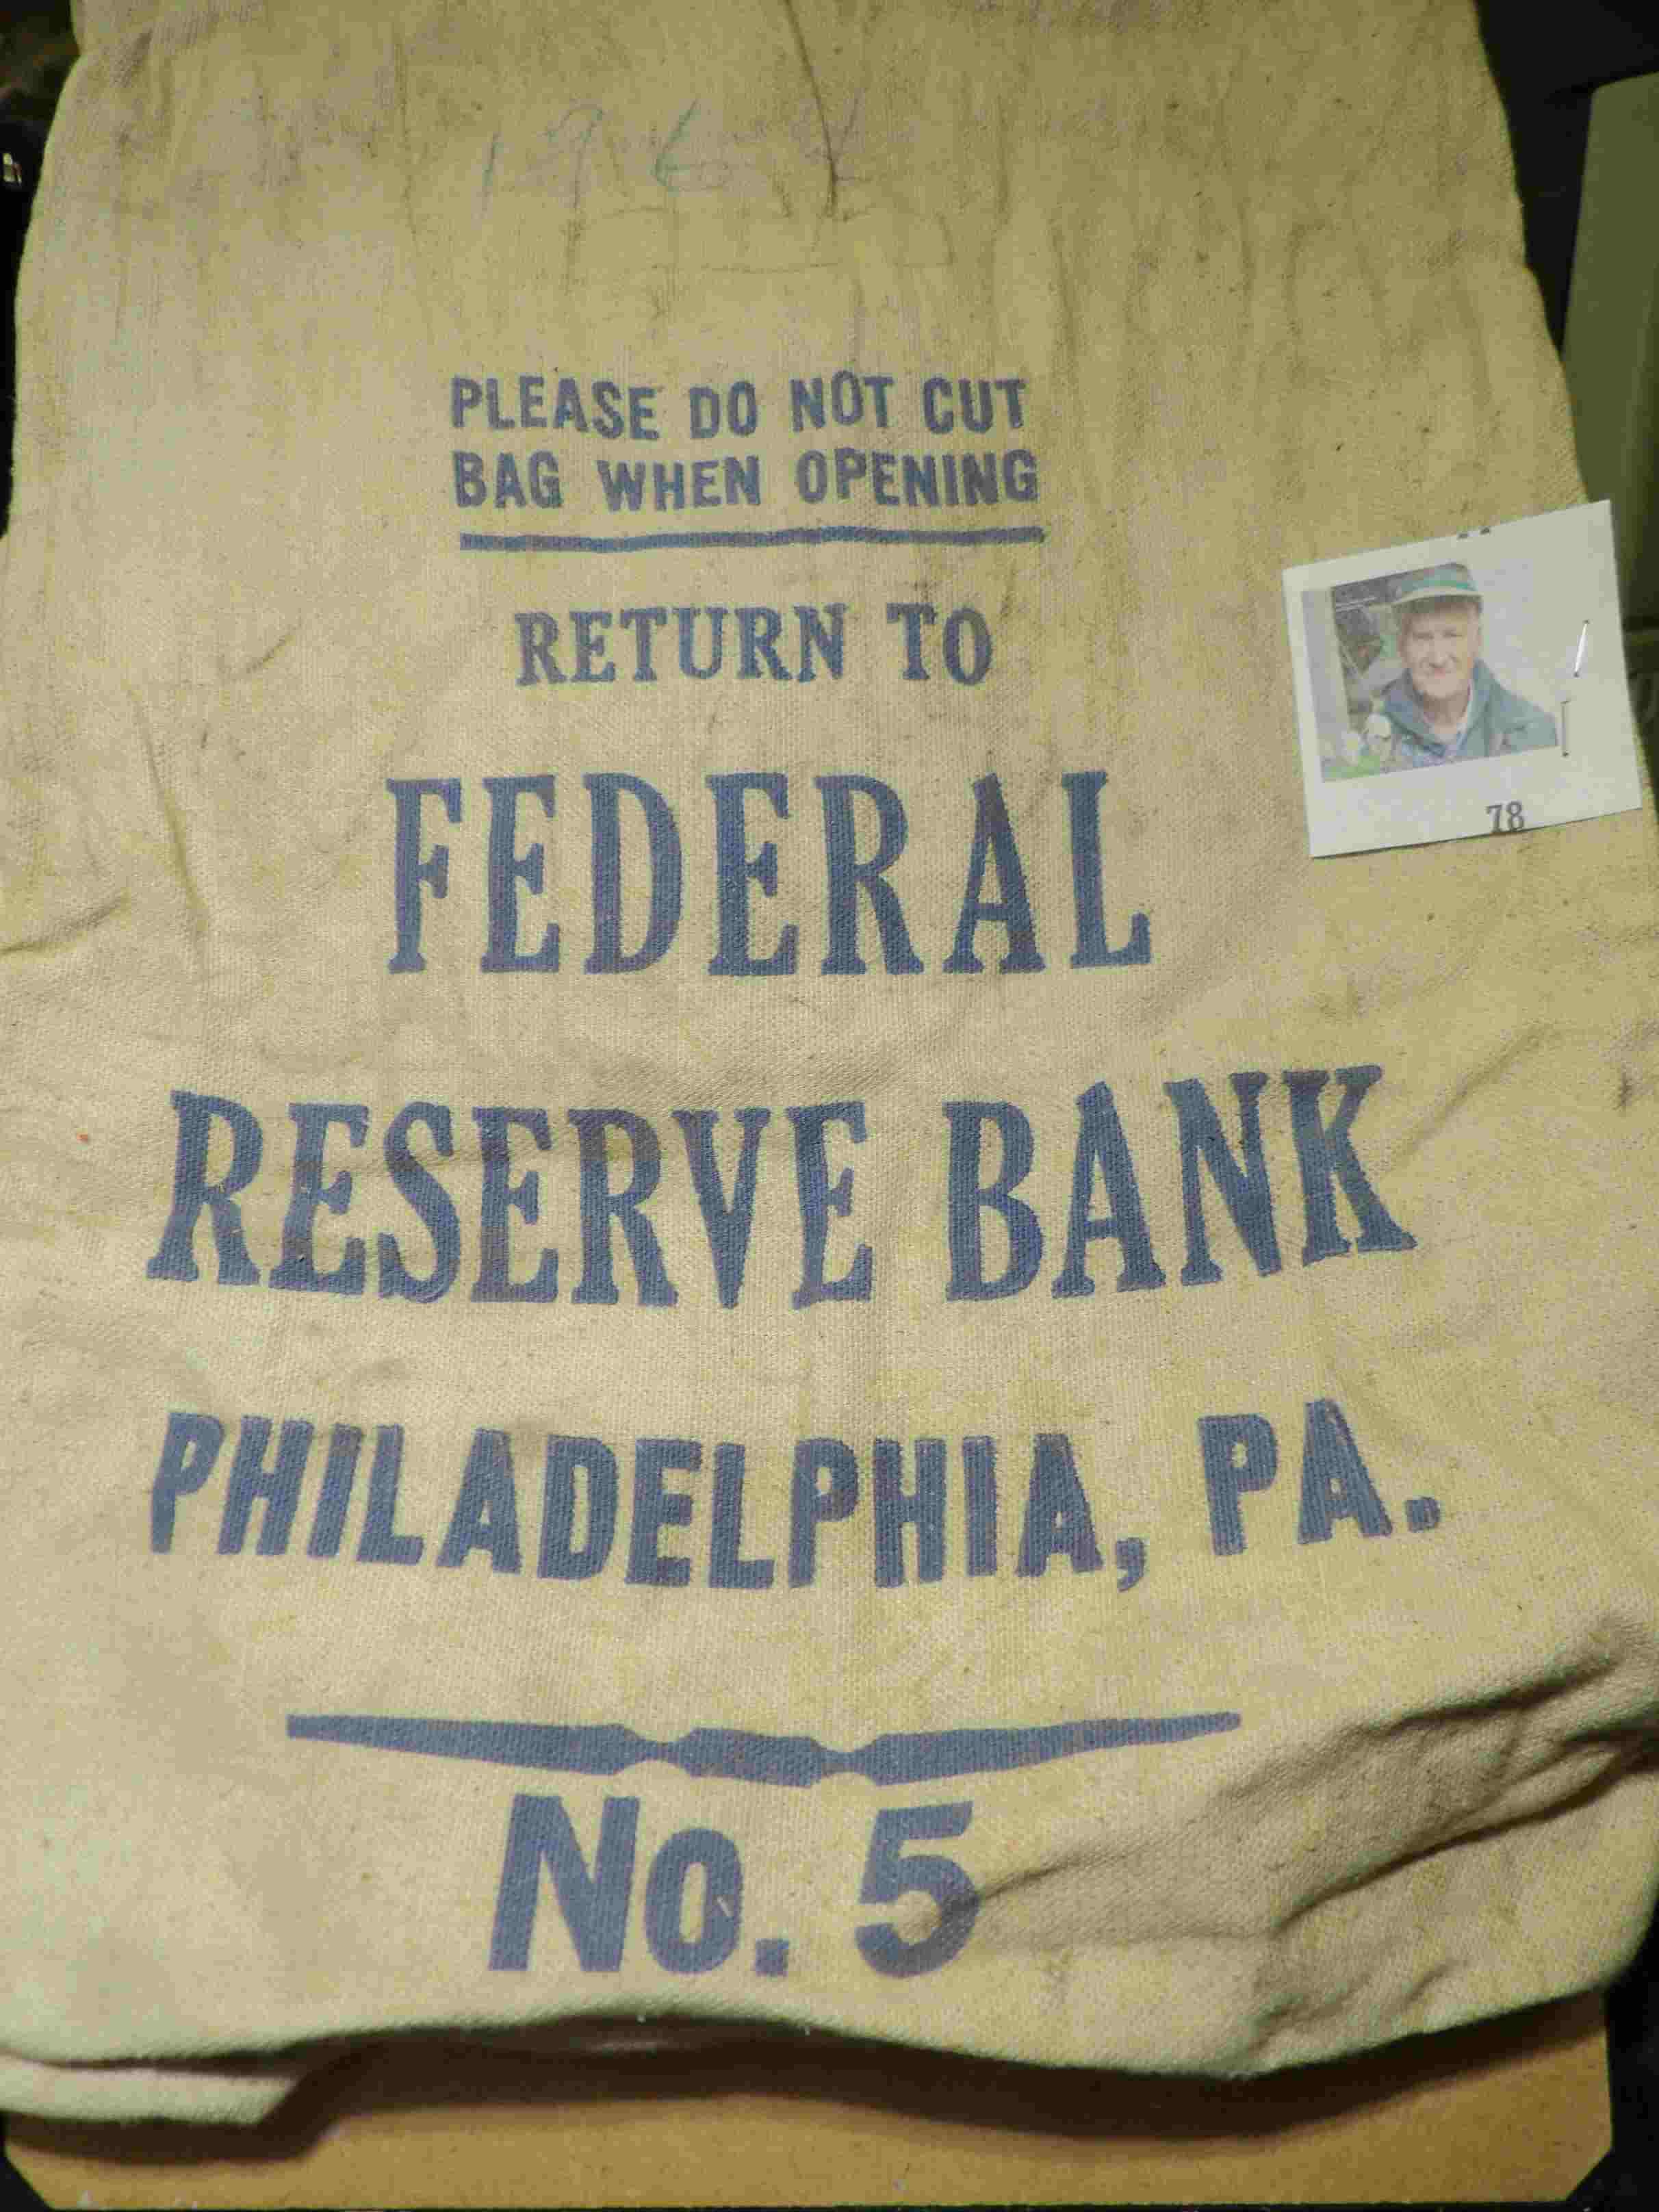 PLEASE DO NOT CUT
BAG WHEN OPENING
RETURN TO
FEDERAL
RESERVE BANK
PHILADELPHIA, PA.
No. 5
78